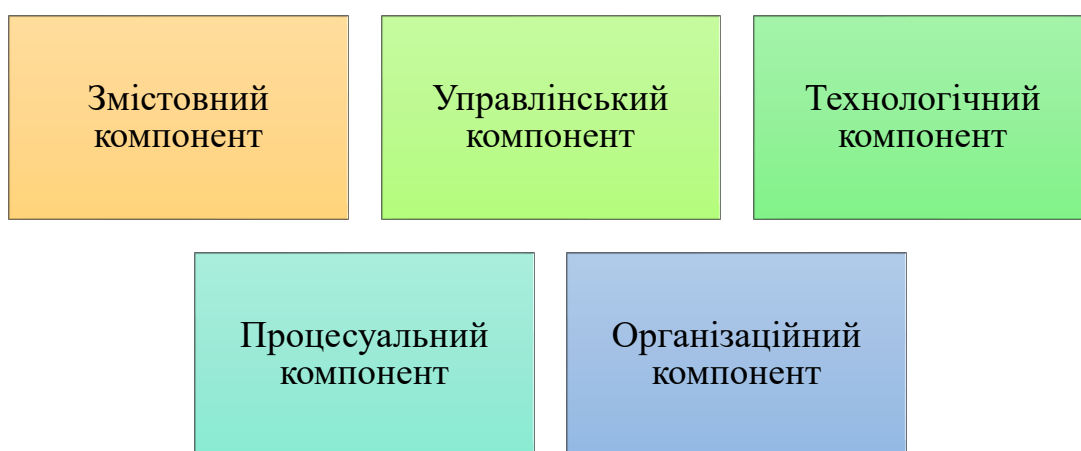 Змістовний
компонент
Управлінський
компонент
Технологічний
компонент
Процесуальний
компонент
Організаційний
компонент